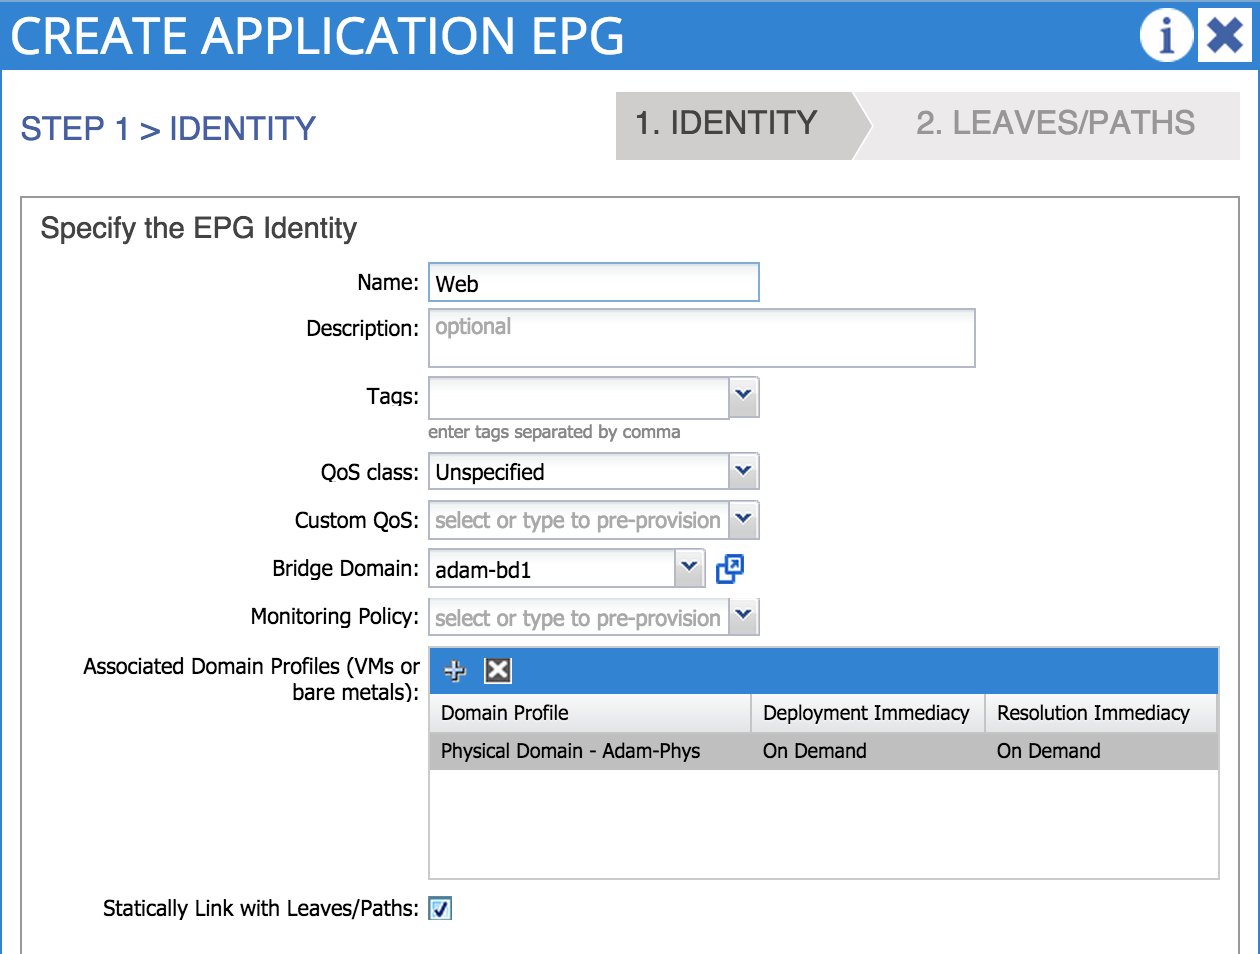 CREATE APPLICATION EPG
STEP 1 > IDENTITY
1. IDENTITY
2. LEAVES/PATHS
Specify the EPG Identity
Name: Web
Description: optional
Tags:
enter tags separated by comma
QoS class: Unspecified
Custom QoS: select or type to pre-provision
Bridge Domain: adam-bd1
Monitoring Policy: select or type to pre-provision
Associated Domain Profiles (VMs or
bare metals):
Domain Profile Deployment Immediacy Resolution Immediacy
Physical Domain - Adam-Phys On Demand On Demand
Statically Link with Leaves/Paths: